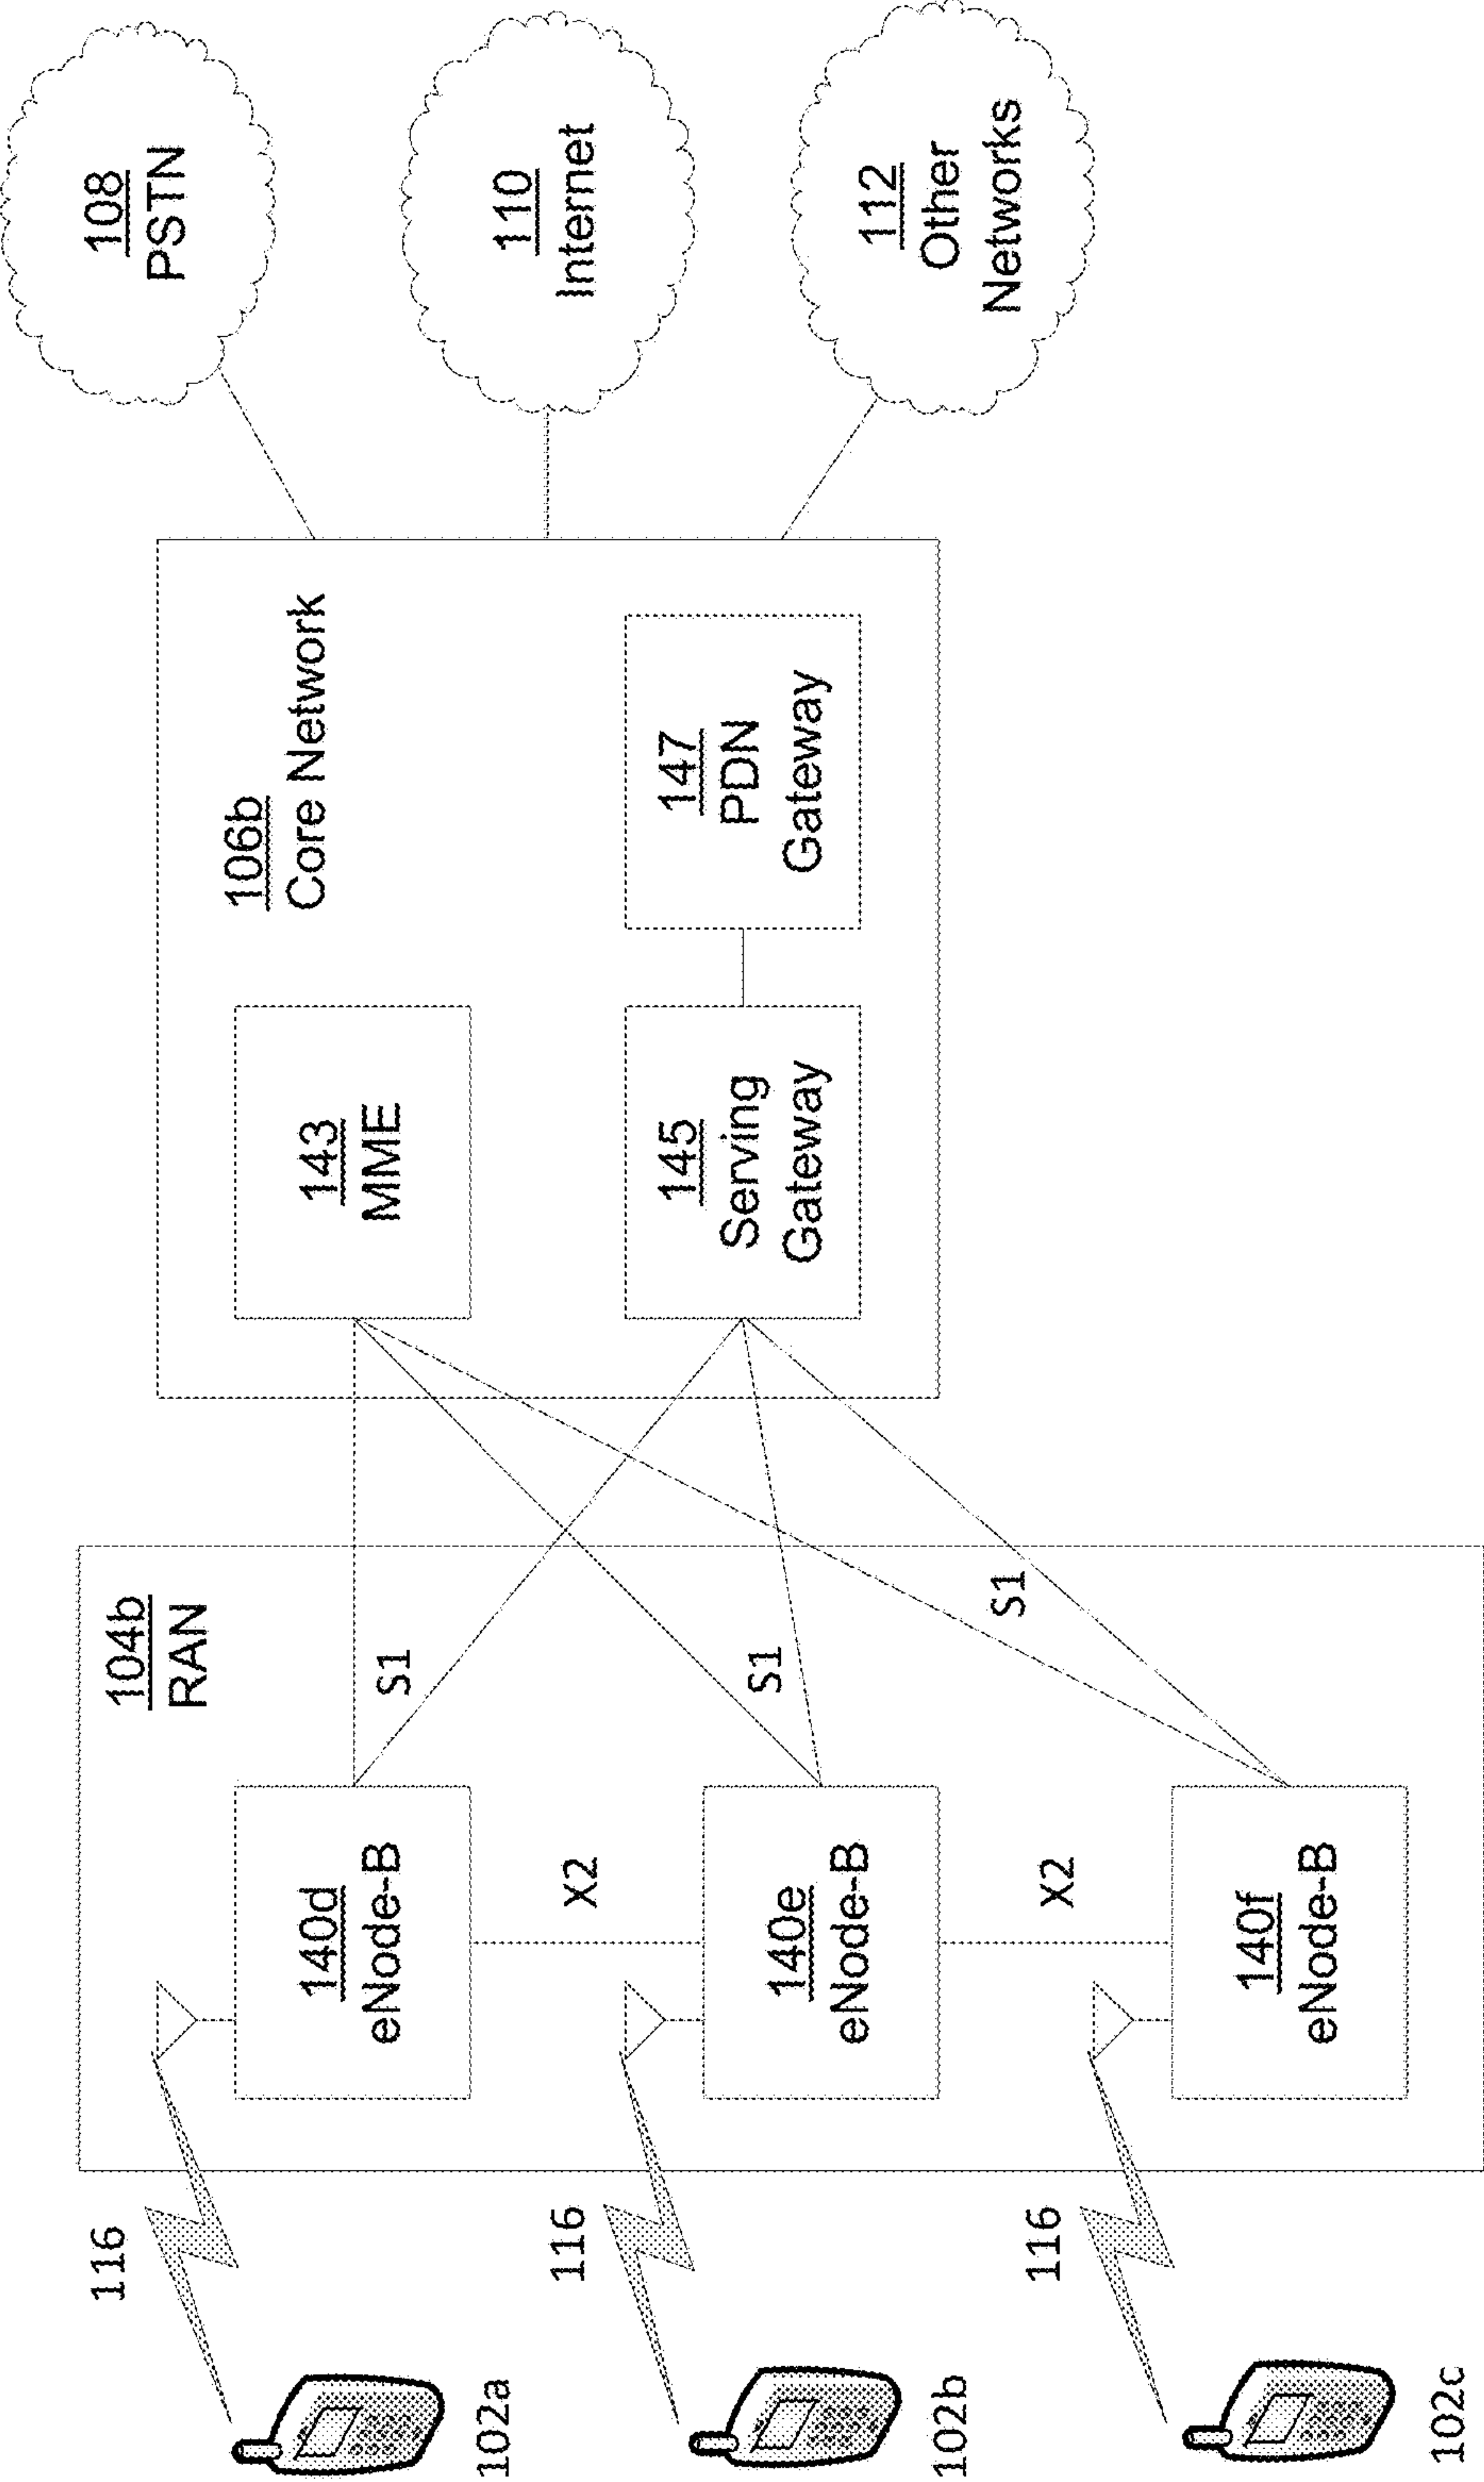 104b
RAN
106b
Core Network
108
PSTN
116
140d
eNode-B
S1
143
MME
102a
X2
110
Internet
116
140e
eNode-B
S1
145
Serving
Gateway
147
PDN
Gateway
102b
X2
S1
112
Other
Networks
116
140f
eNode-B
102c